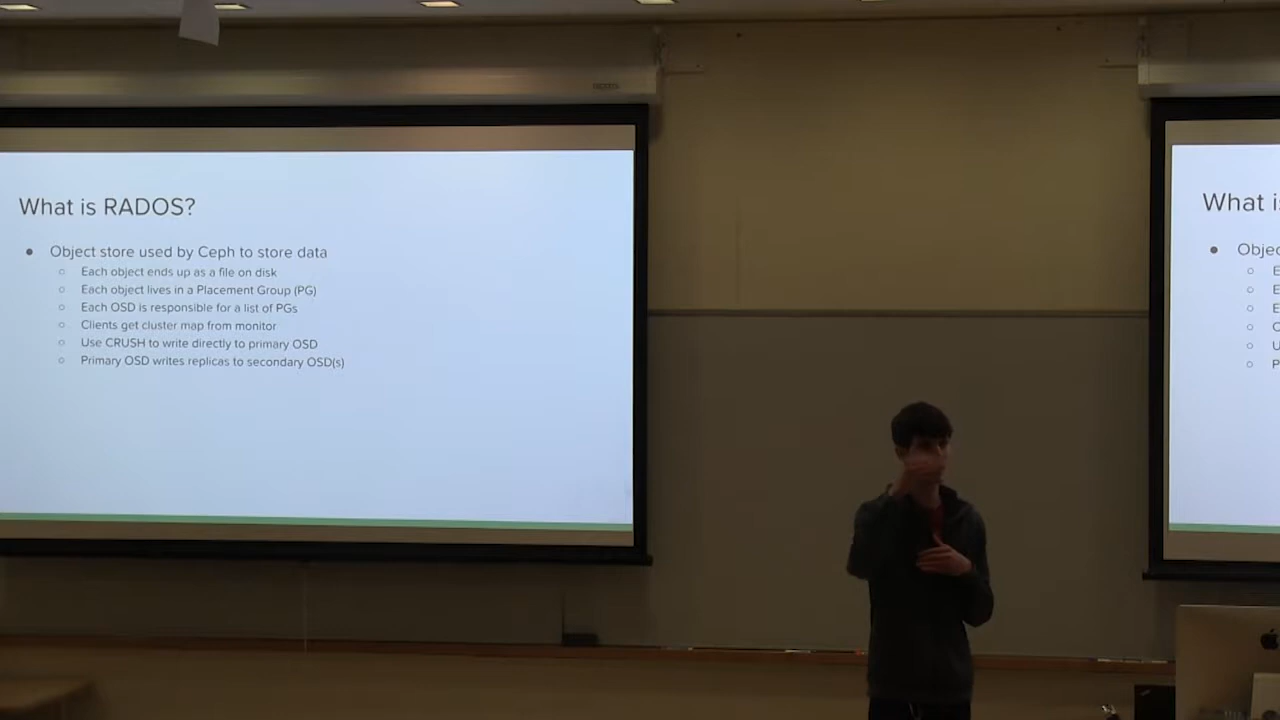 What is RADOS?
● Object store used by Ceph to store data
○ Each object ends up as a file on disk
○ Each object lives in a Placement Group (PG)
○ Each OSD is responsible for a list of PGs
○ Clients get cluster map from monitor
○ Use CRUSH to write directly to primary OSD
○ Primary OSD writes replicas to secondary OSD(s)
What i
● Objec
○ E
○ E
○ E
○ C
○ U
○ P